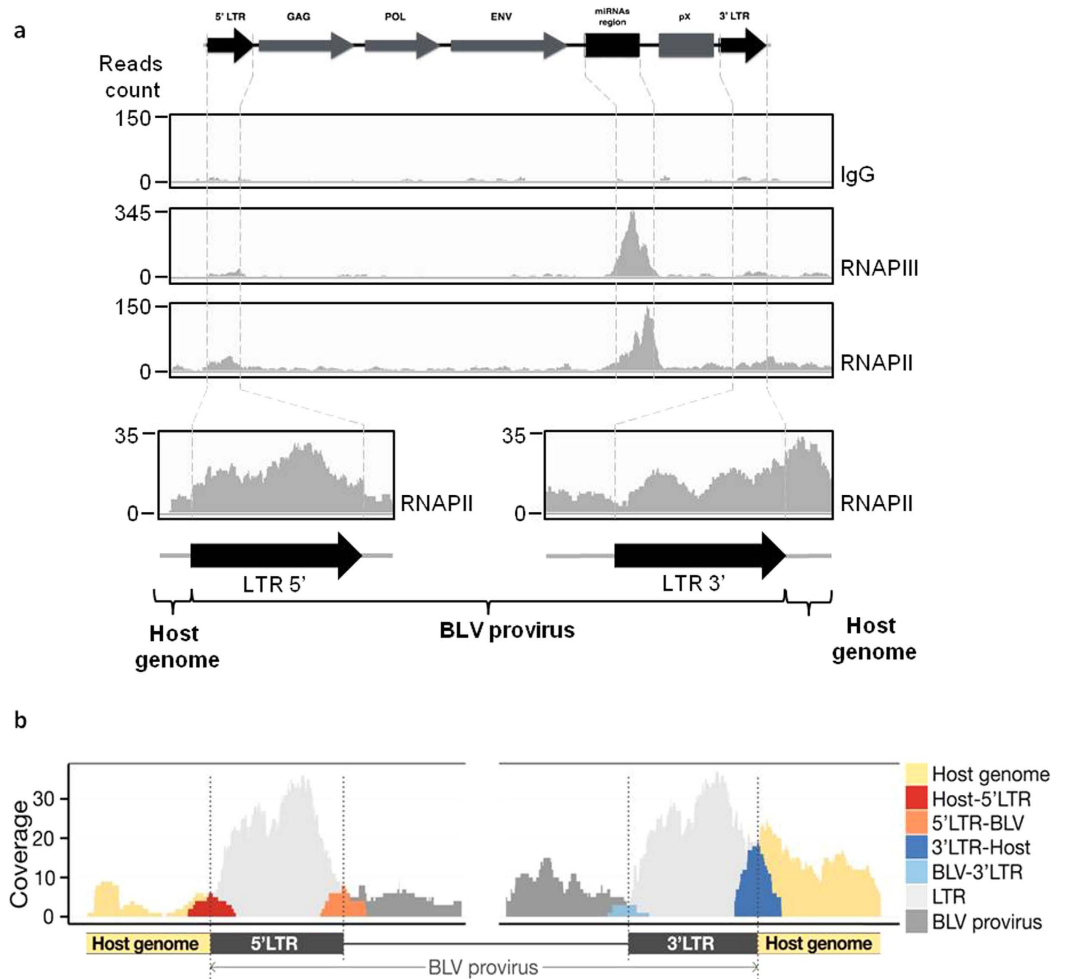 a
5' LTR GAG POL ENV miRNAs region pX 3' LTR
Reads count
150
0
IgG
345
0
RNAPIII
150
0
RNAPII
35
0
RNAPII
35
0
RNAPII
LTR 5’
LTR 3’
Host genome
BLV provirus
Host genome
b
Coverage
30
20
10
0
Host genome
5'LTR
3'LTR
Host genome
BLV provirus
Host genome
Host-5'LTR
5'LTR-BLV
3'LTR-Host
BLV-3'LTR
LTR
BLV provirus